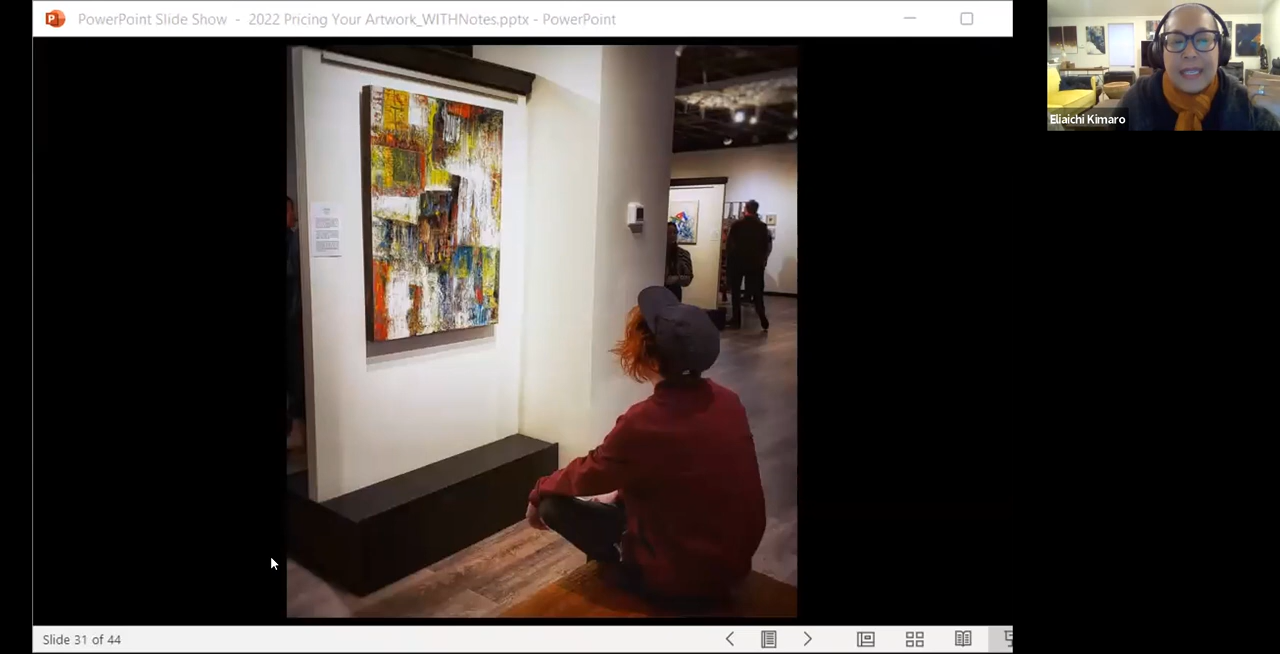 PowerPoint Slide Show - 2022 Pricing Your Artwork_WITHNotes.pptx - PowerPoint
Eliaichi Kimaro
Slide 31 of 44